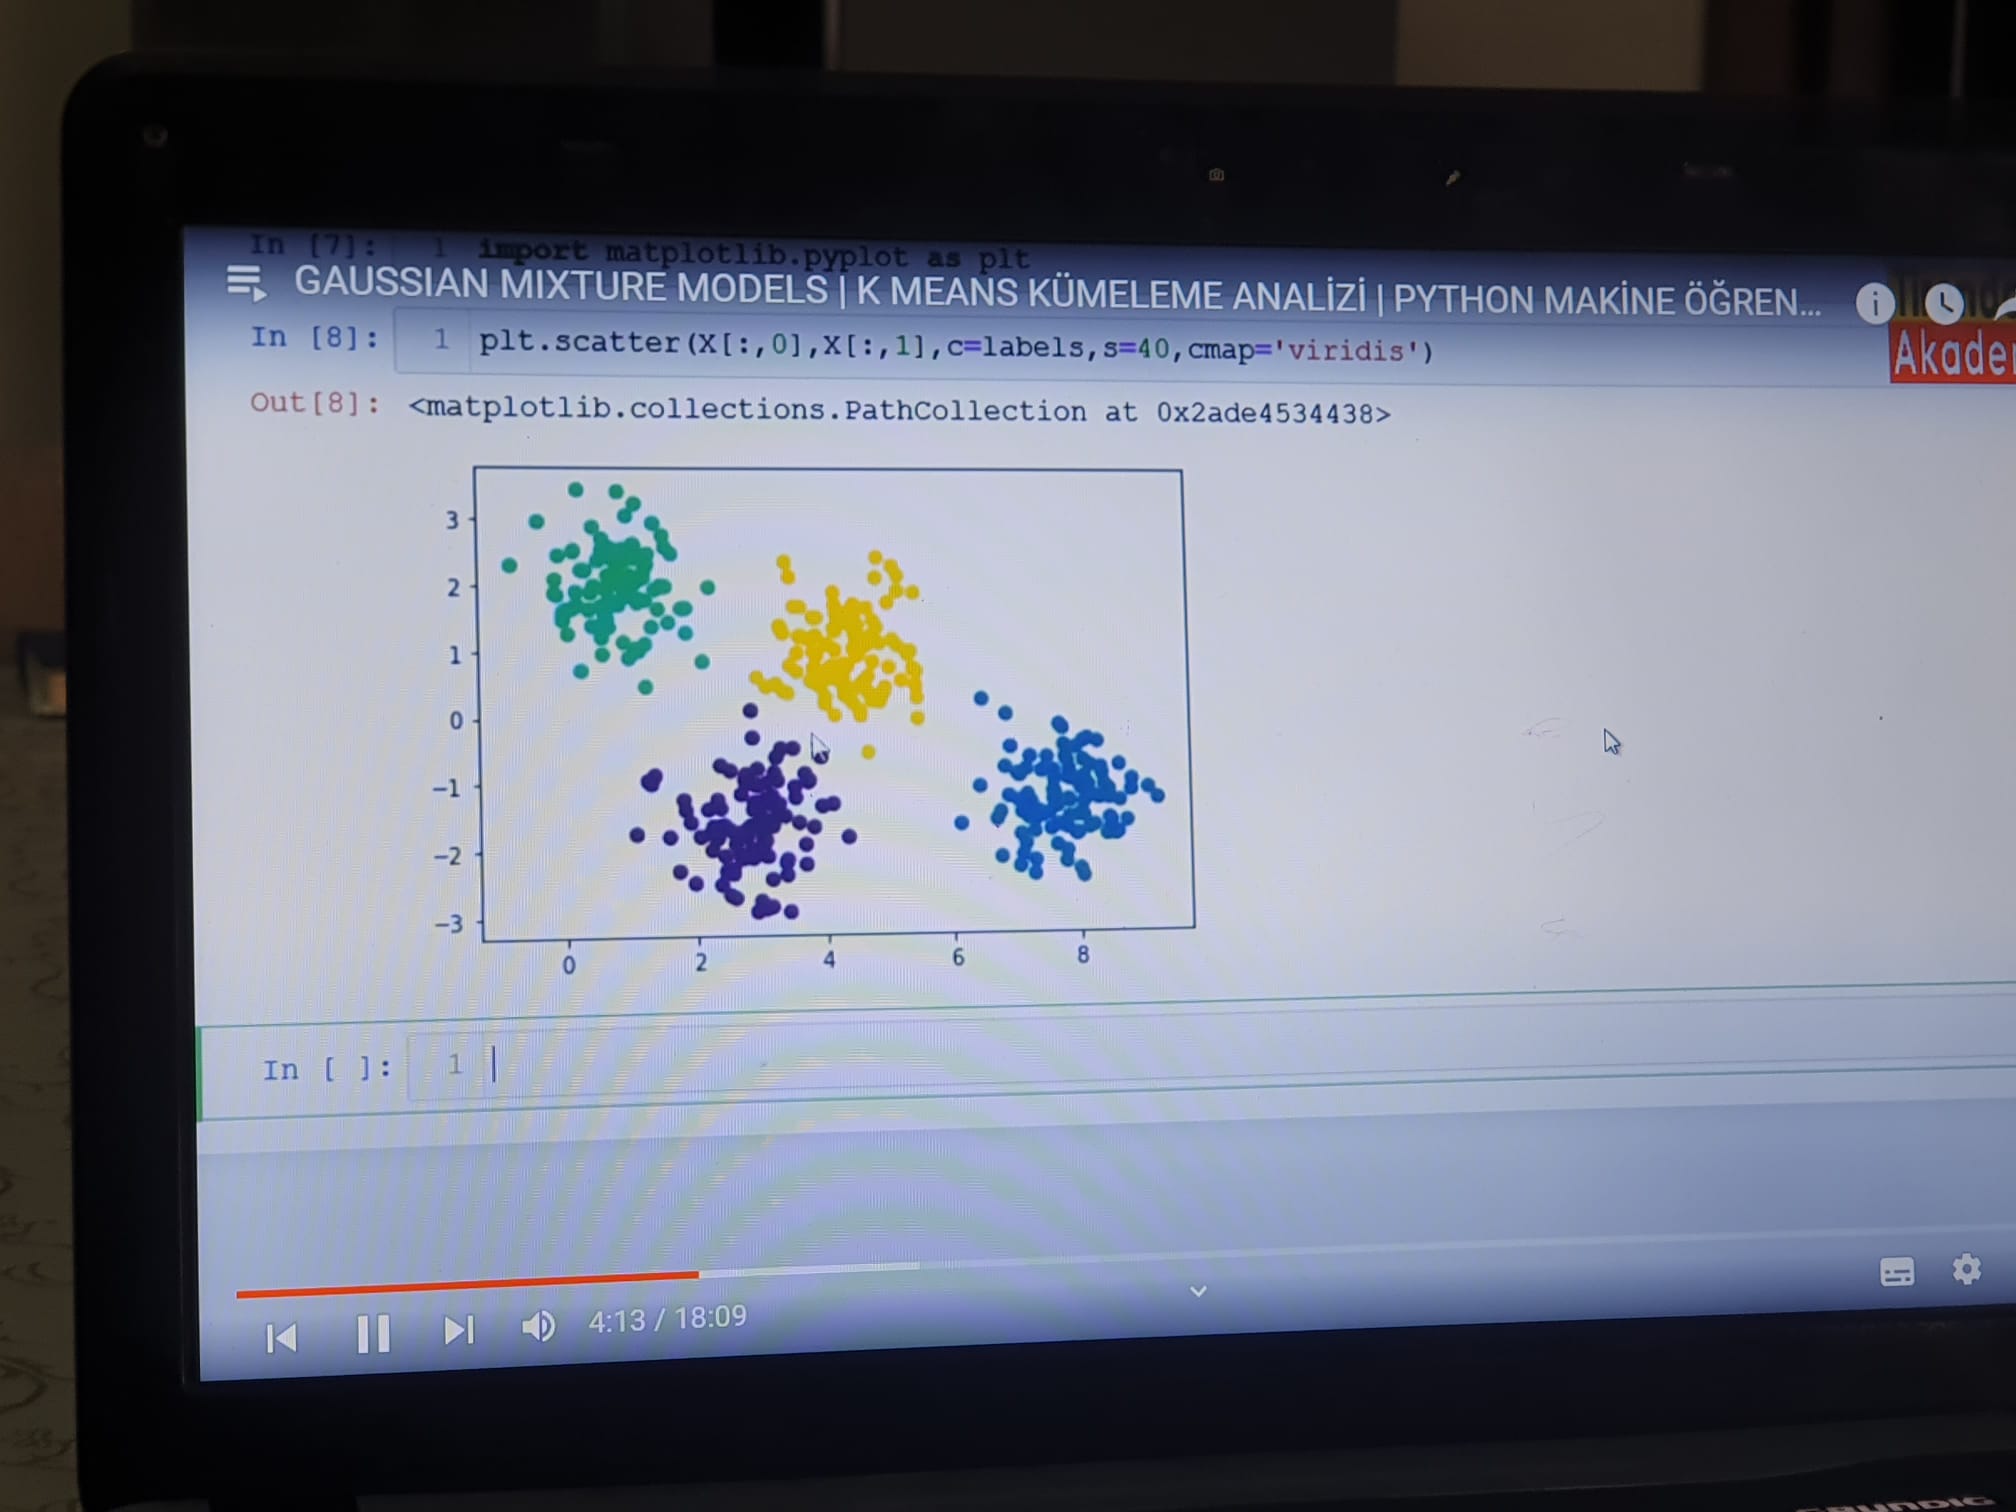 In [7]: 1 import matplotlib.pyplot as plt
GAUSSIAN MIXTURE MODELS | K MEANS KÜMELEME ANALİZİ | PYTHON MAKİNE ÖĞREN...
In [8]: 1 plt.scatter(X[:,0],X[:,1],c=labels,s=40,cmap='viridis')
Akade
Out[8]: <matplotlib.collections.PathCollection at 0x2ade4534438>
3
2
1
0
-1
-2
-3
0 2 4 6 8
In [ ]: 1
4:13 / 18:09
GRUNDIG